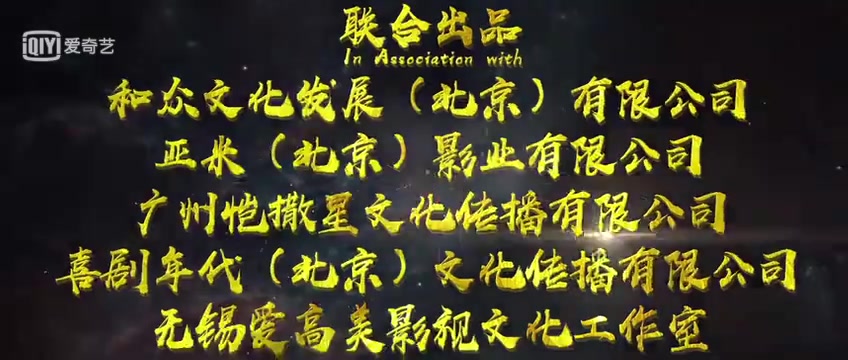 iQIYI 爱奇艺
联合出品
In Association with
和众文化发展（北京）有限公司
亚米（北京）影业有限公司
广州恺撒星文化传播有限公司
喜剧年代（北京）文化传播有限公司
无锡爱高美影视文化工作室